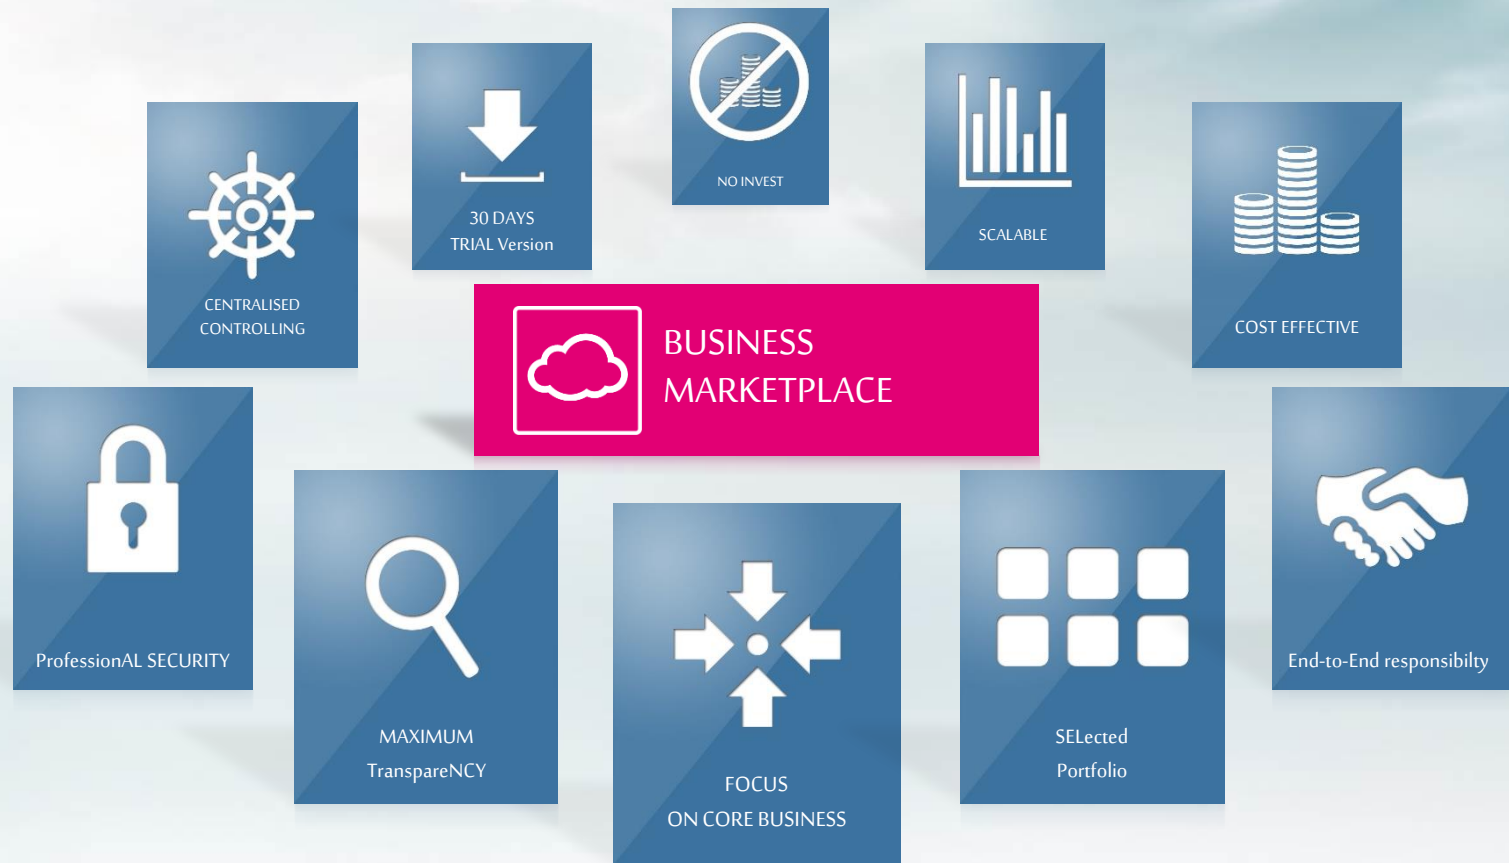 NO INVEST
30 DAYS
TRIAL Version
SCALABLE
CENTRALISED
CONTROLLING
COST EFFECTIVE
BUSINESS
MARKETPLACE
ProfessionAL SECURITY
End-to-End responsibilty
MAXIMUM
TranspareNCY
SELected
Portfolio
FOCUS
ON CORE BUSINESS